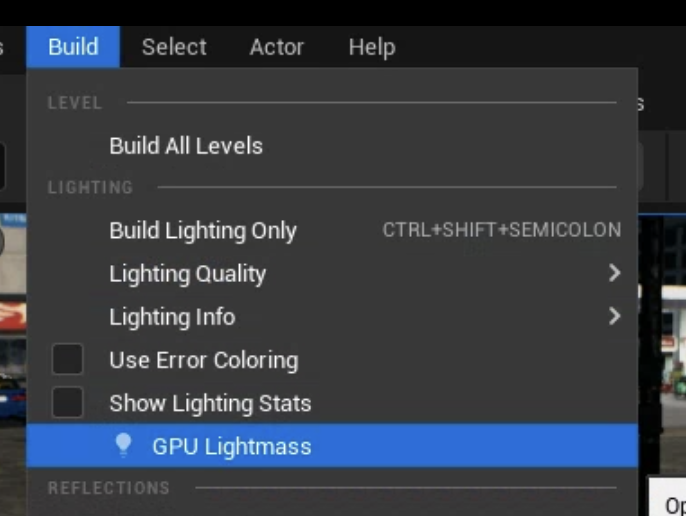 Build Select Actor Help
LEVEL
Build All Levels
LIGHTING
Build Lighting Only CTRL+SHIFT+SEMICOLON
Lighting Quality
Lighting Info
Use Error Coloring
Show Lighting Stats
GPU Lightmass
REFLECTIONS